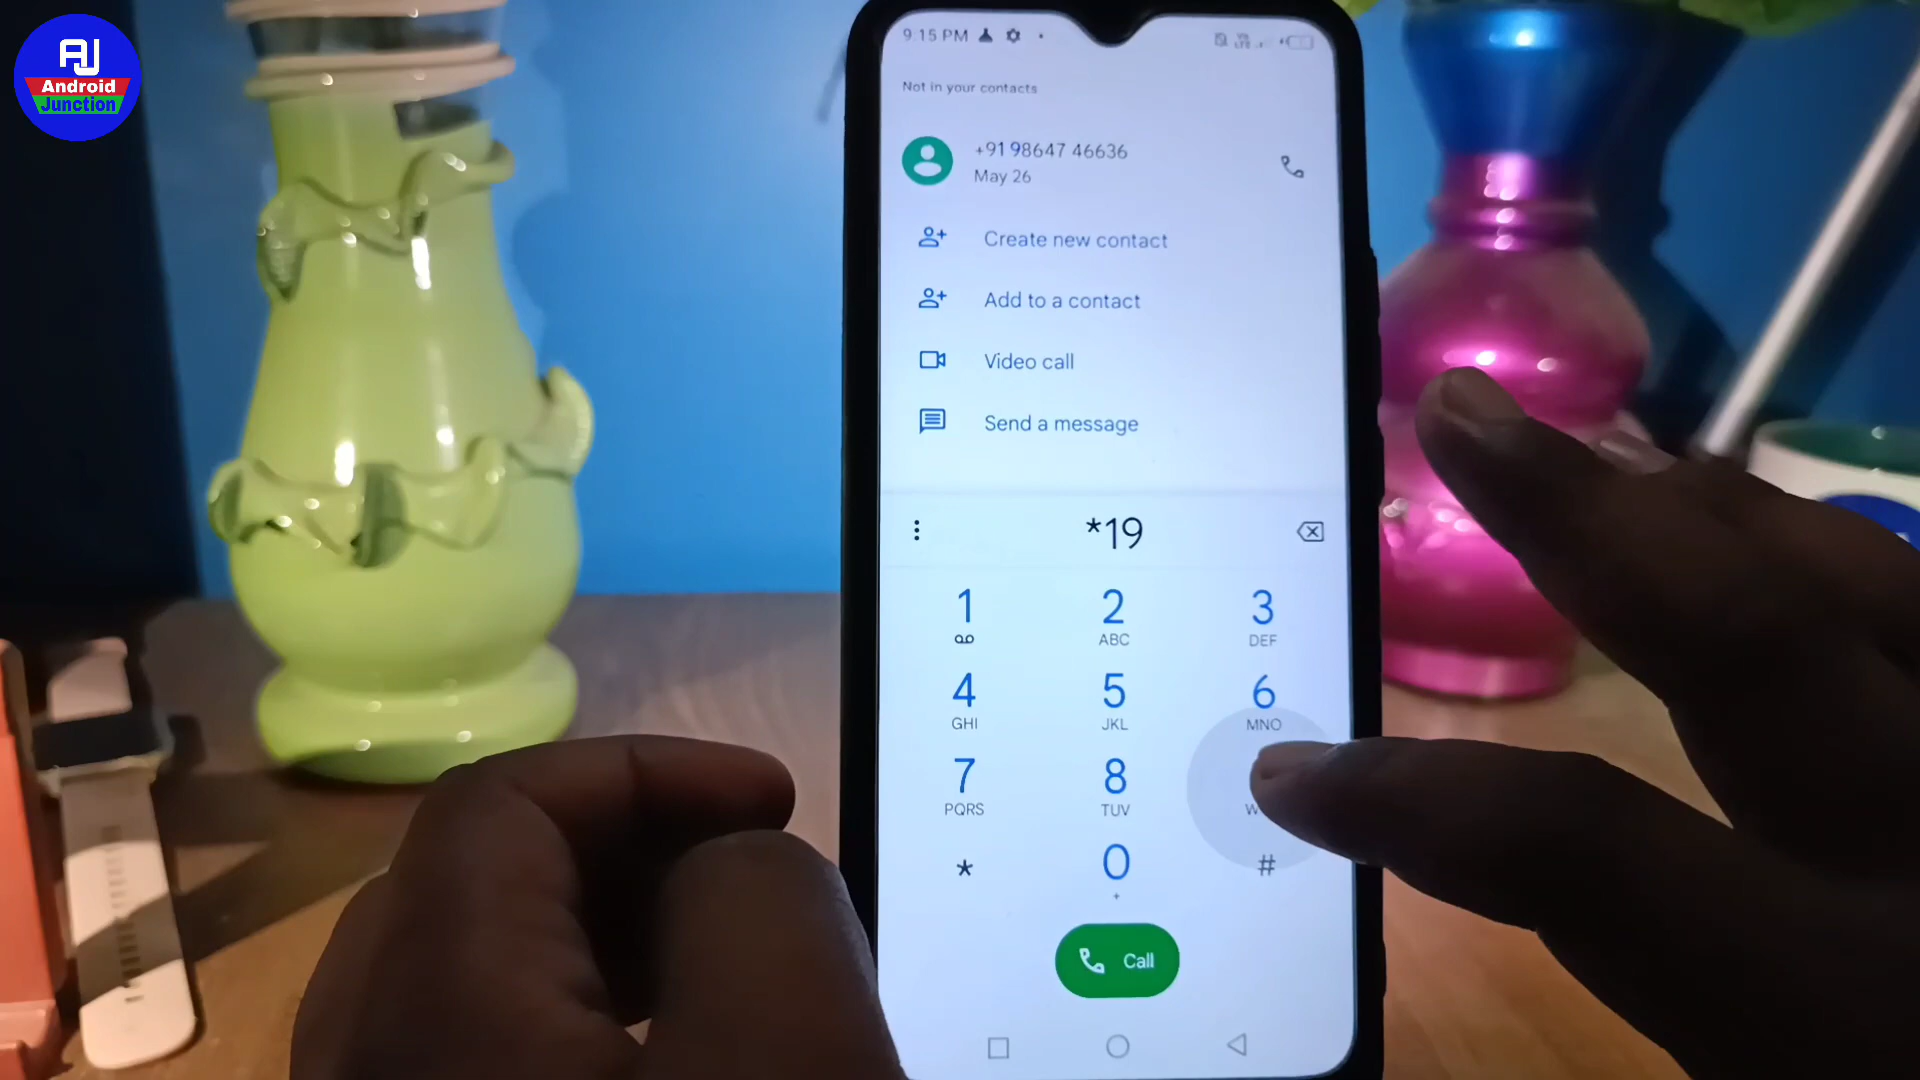 AJ
Android
Junction
9:15 PM
Not in your contacts
+91 98647 46636
May 26
Create new contact
Add to a contact
Video call
Send a message
*19
1 2 3
ABC DEF
4 5 6
GHI JKL MNO
7 8
PQRS TUV W
* 0 #
+
Call